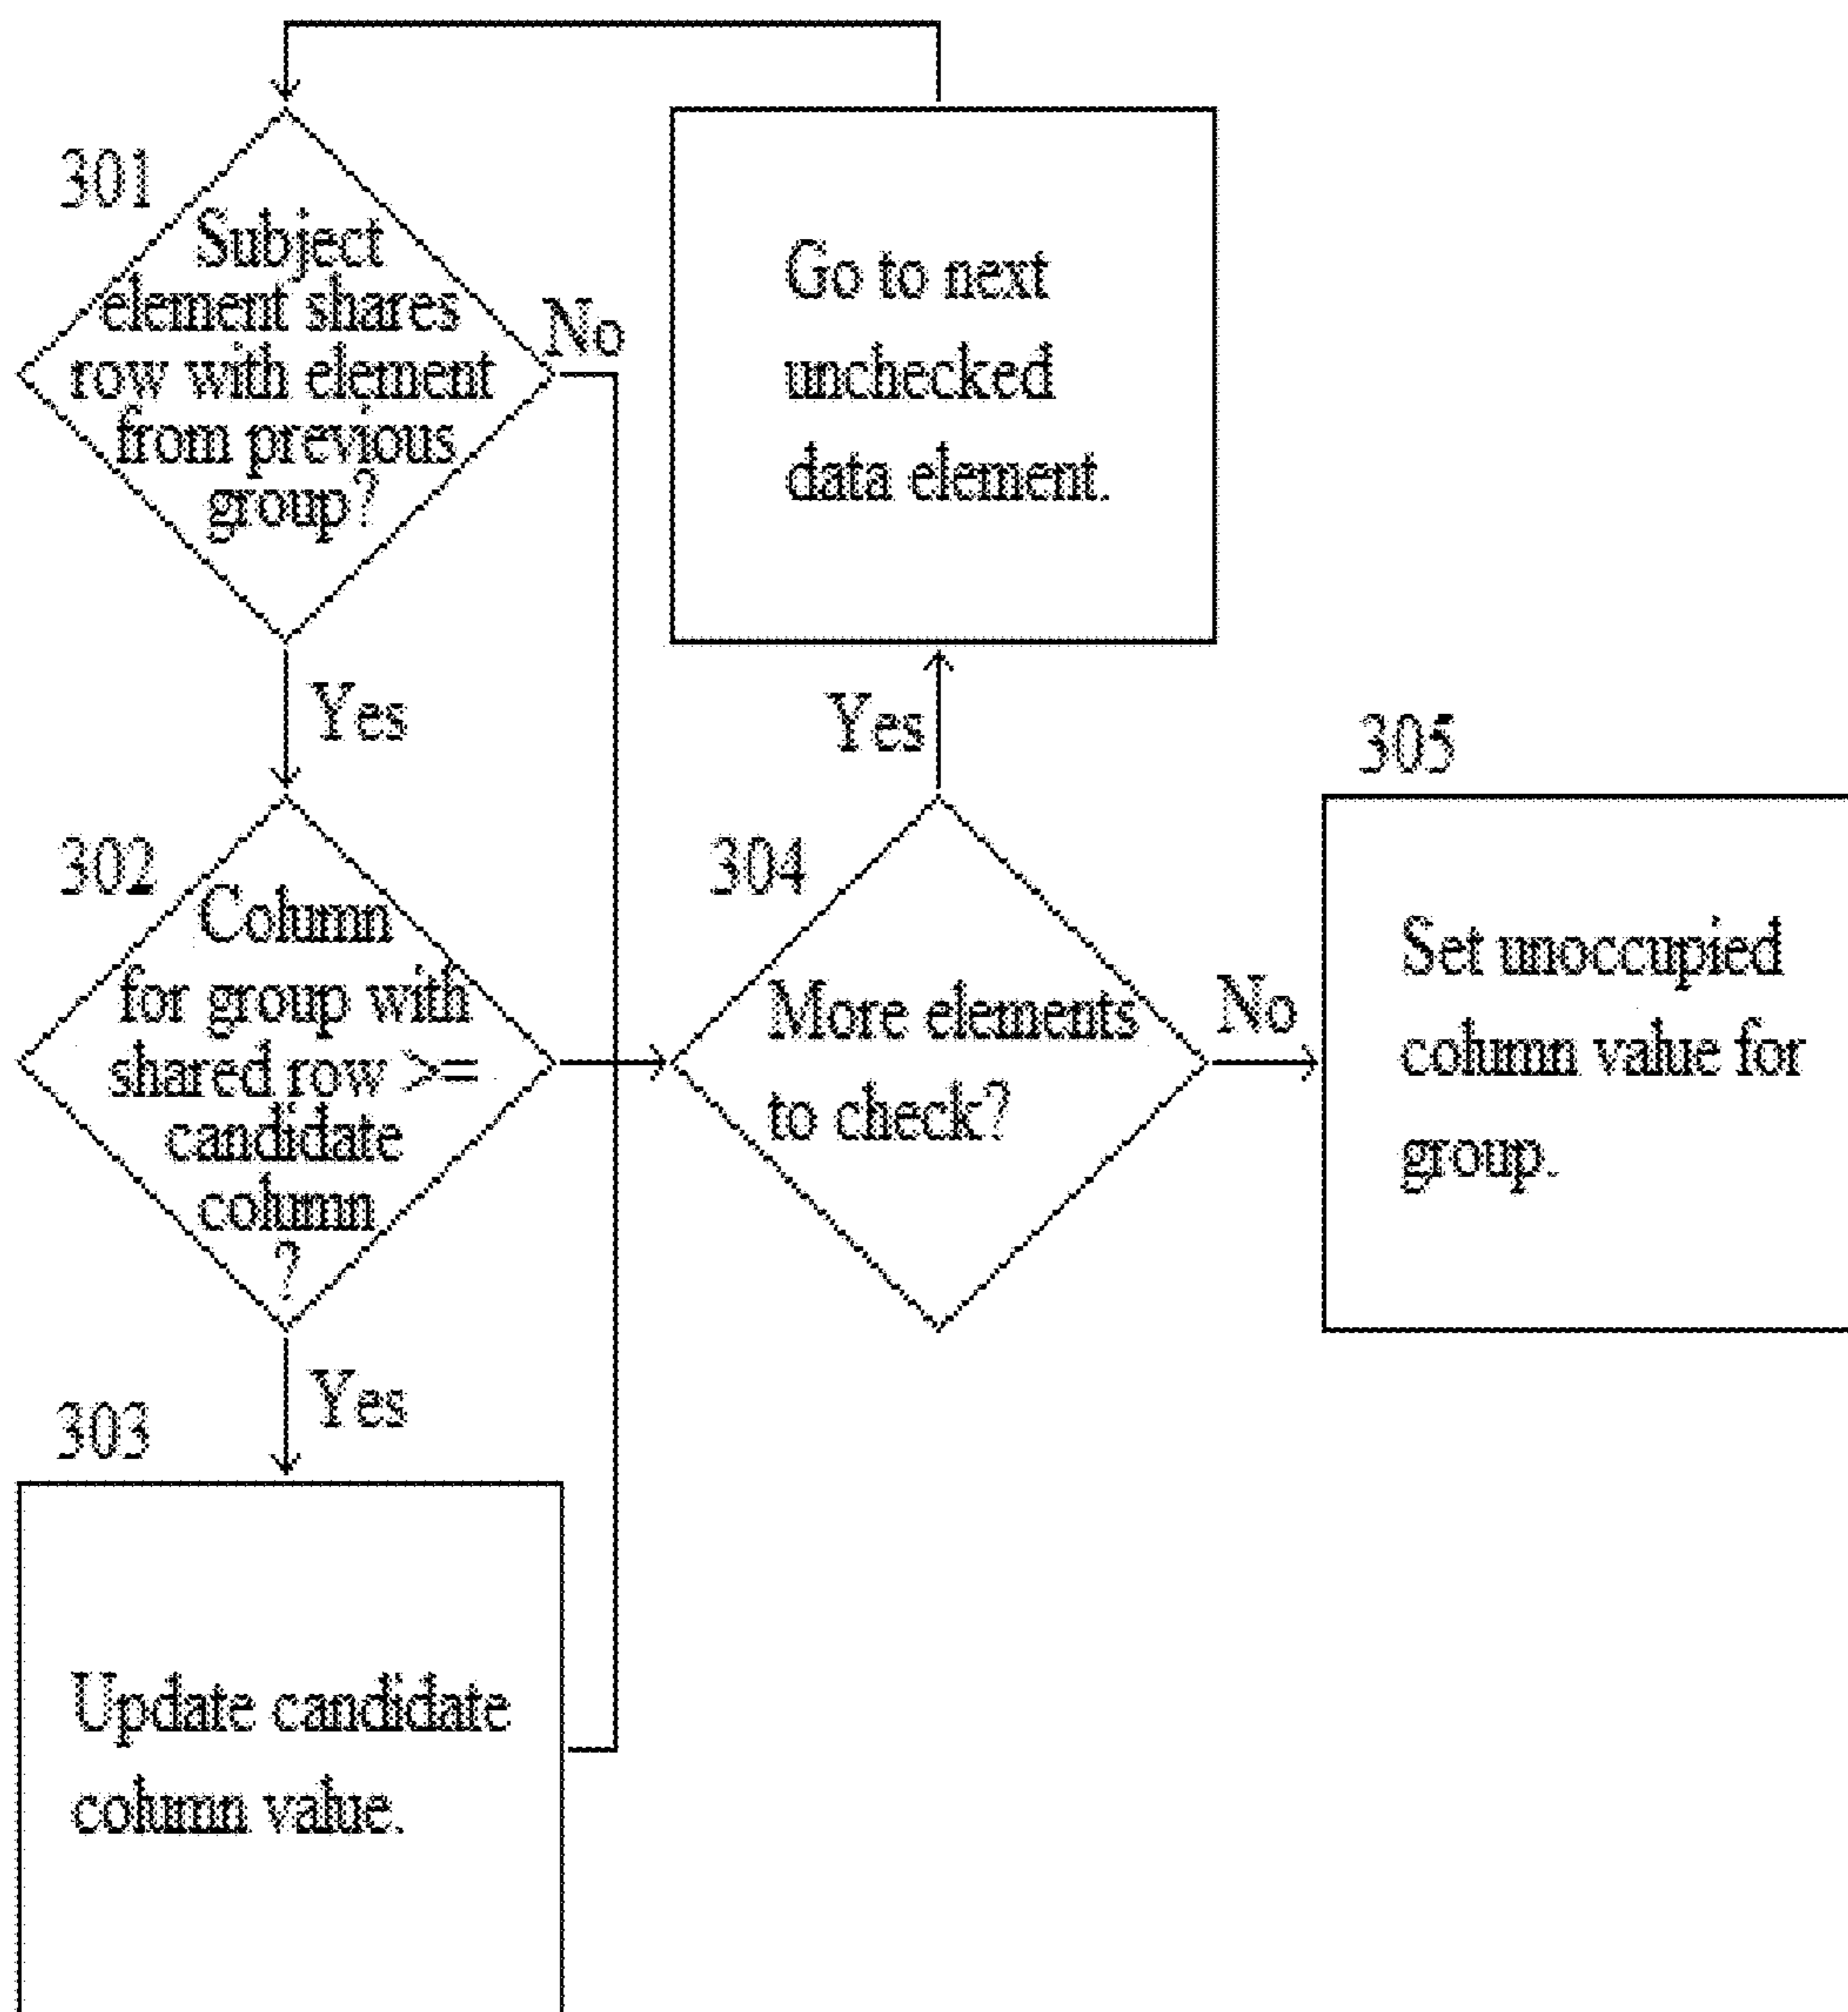 301
Subject
element shares
row with element
from previous
group?
No
Yes
Go to next
unchecked
data element.
302
Column
for group with
shared row >=
candidate
column
?
Yes
303
Update candidate
column value.
304
More elements
to check?
Yes
No
305
Set unoccupied
column value for
group.